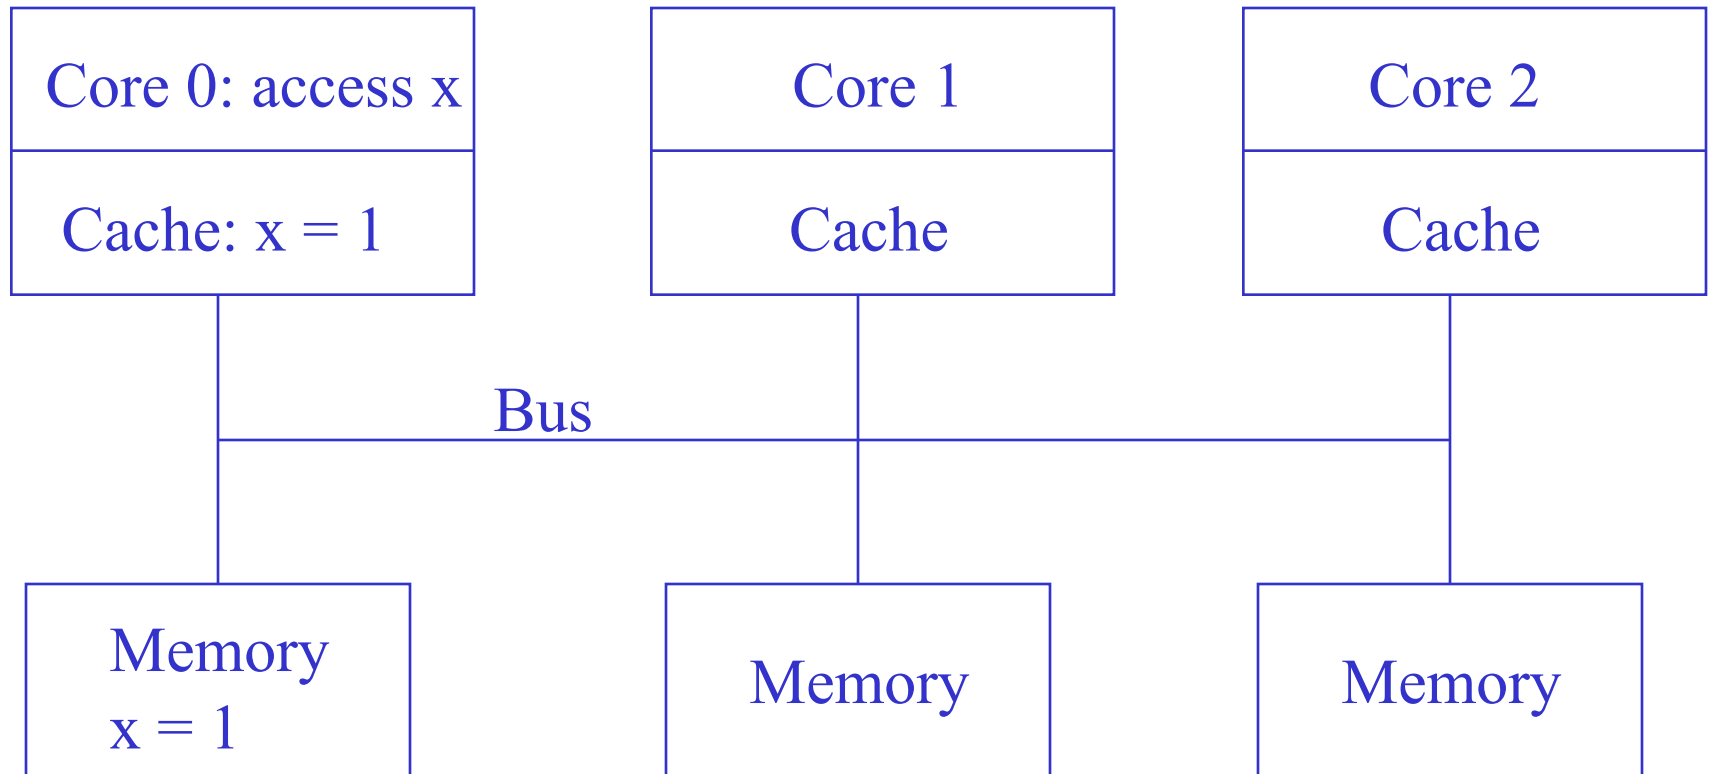 Core 0: access x
Core 1
Core 2
Cache: x = 1
Cache
Cache
Bus
Memory
x = 1
Memory
Memory